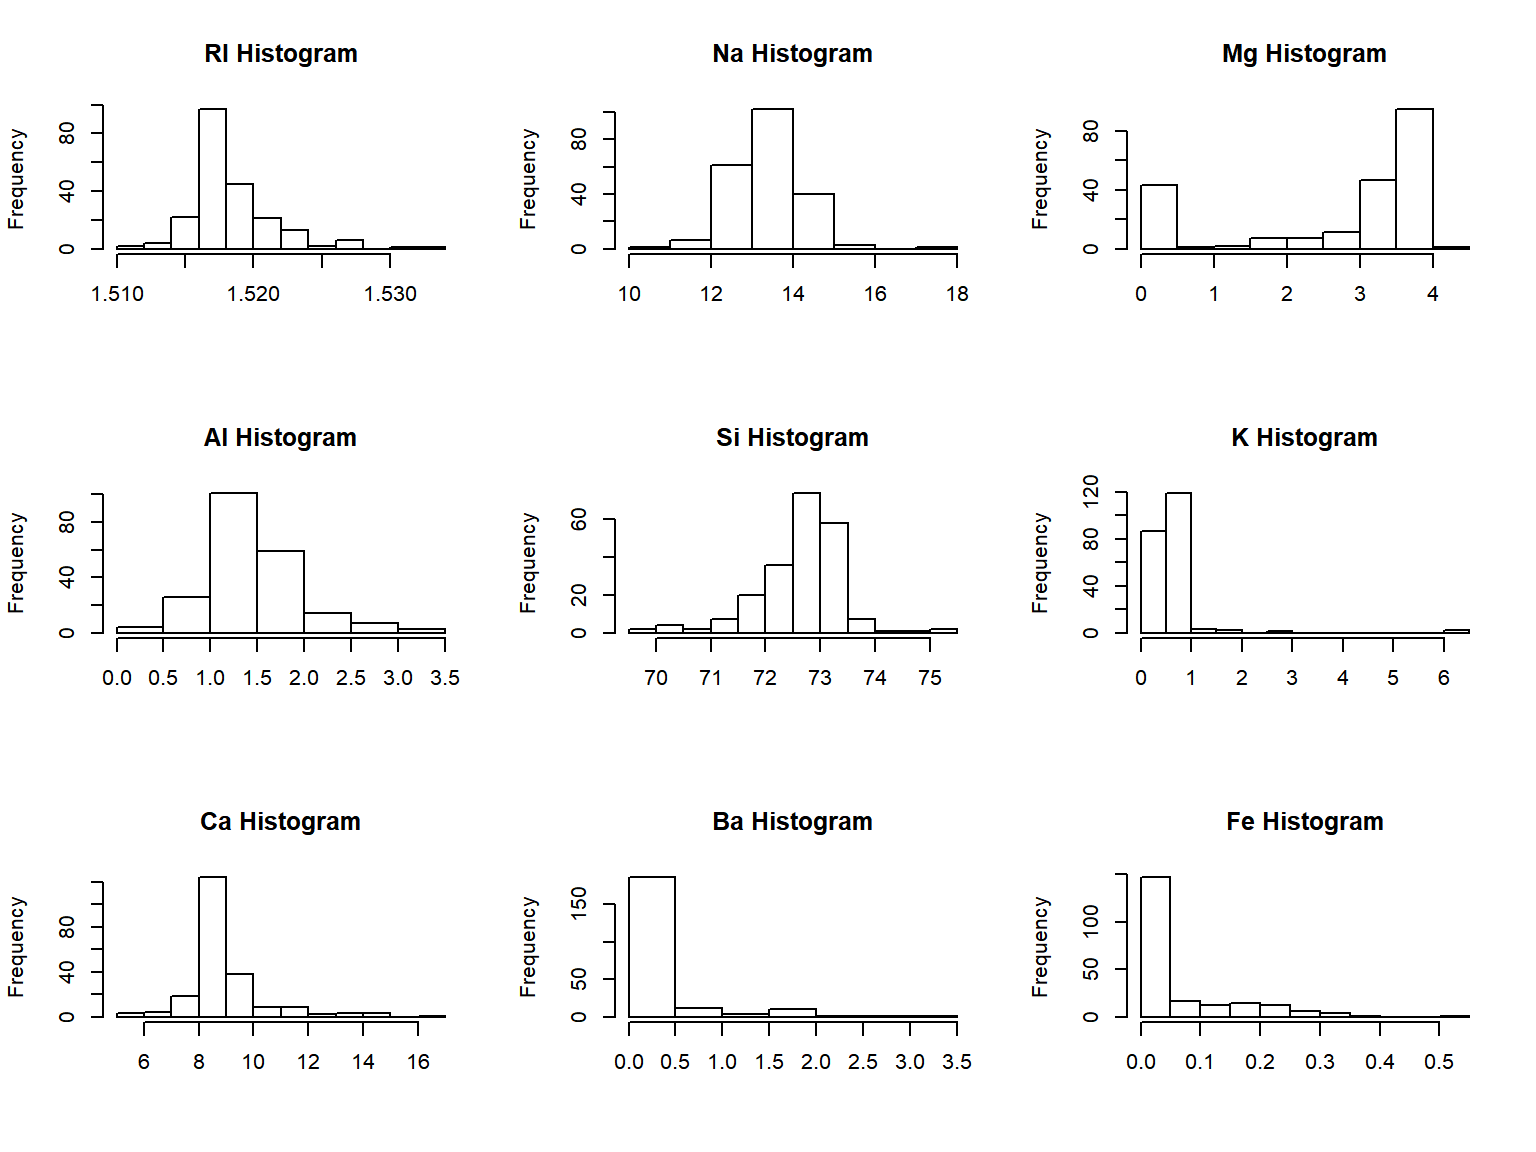 RI Histogram
Frequency
0 40 80
1.510 1.520 1.530
Na Histogram
Frequency
0 40 80
10 12 14 16 18
Mg Histogram
Frequency
0 40 80
0 1 2 3 4
Al Histogram
Frequency
0 40 80
0.0 0.5 1.0 1.5 2.0 2.5 3.0 3.5
Si Histogram
Frequency
0 20 60
70 71 72 73 74 75
K Histogram
Frequency
0 40 80 120
0 1 2 3 4 5 6
Ca Histogram
Frequency
0 40 80
6 8 10 12 14 16
Ba Histogram
Frequency
0 50 150
0.0 0.5 1.0 1.5 2.0 2.5 3.0 3.5
Fe Histogram
Frequency
0 50 100
0.0 0.1 0.2 0.3 0.4 0.5